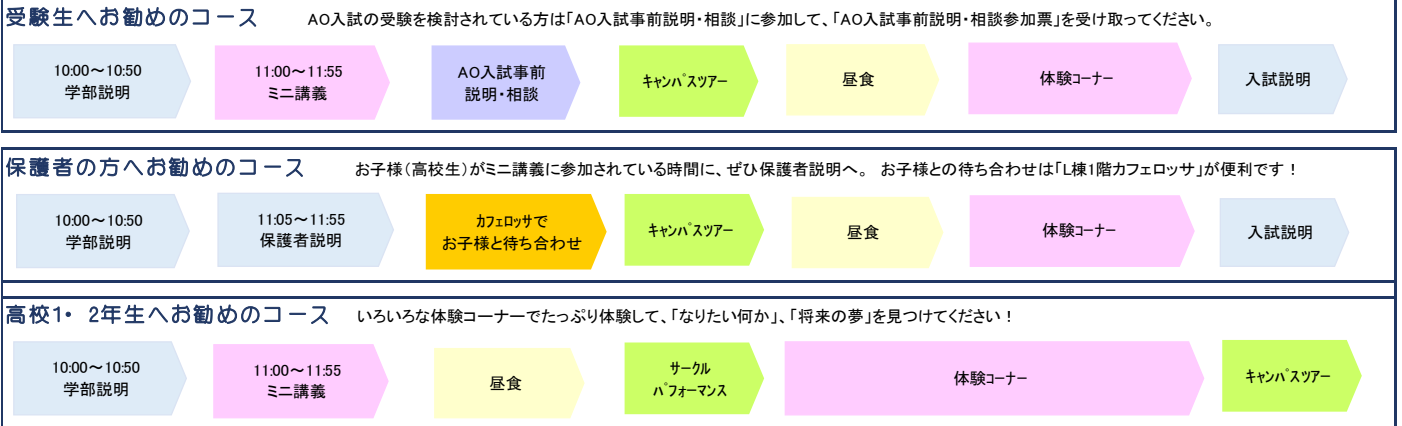 受験生へお勧めのコース　AO入試の受験を検討されている方は「AO入試事前説明・相談」に参加して、「AO入試事前説明・相談参加票」を受け取ってください。
10:00～10:50
学部説明
11:00～11:55
ミニ講義
AO入試事前
説明・相談
キャンパスツアー
昼食
体験コーナー
入試説明
保護者の方へお勧めのコース　お子様（高校生）がミニ講義に参加されている時間に、ぜひ保護者説明へ。 お子様との待ち合わせは「L棟1階カフェロッサ」が便利です！
10:00～10:50
学部説明
11:05～11:55
保護者説明
カフェロッサで
お子様と待ち合わせ
キャンパスツアー
昼食
体験コーナー
入試説明
高校1・ 2年生へお勧めのコース　いろいろな体験コーナーでたっぷり体験して、「なりたい何か」、「将来の夢」を見つけてください！
10:00～10:50
学部説明
11:00～11:55
ミニ講義
昼食
サークル
パフォーマンス
体験コーナー
キャンパスツアー